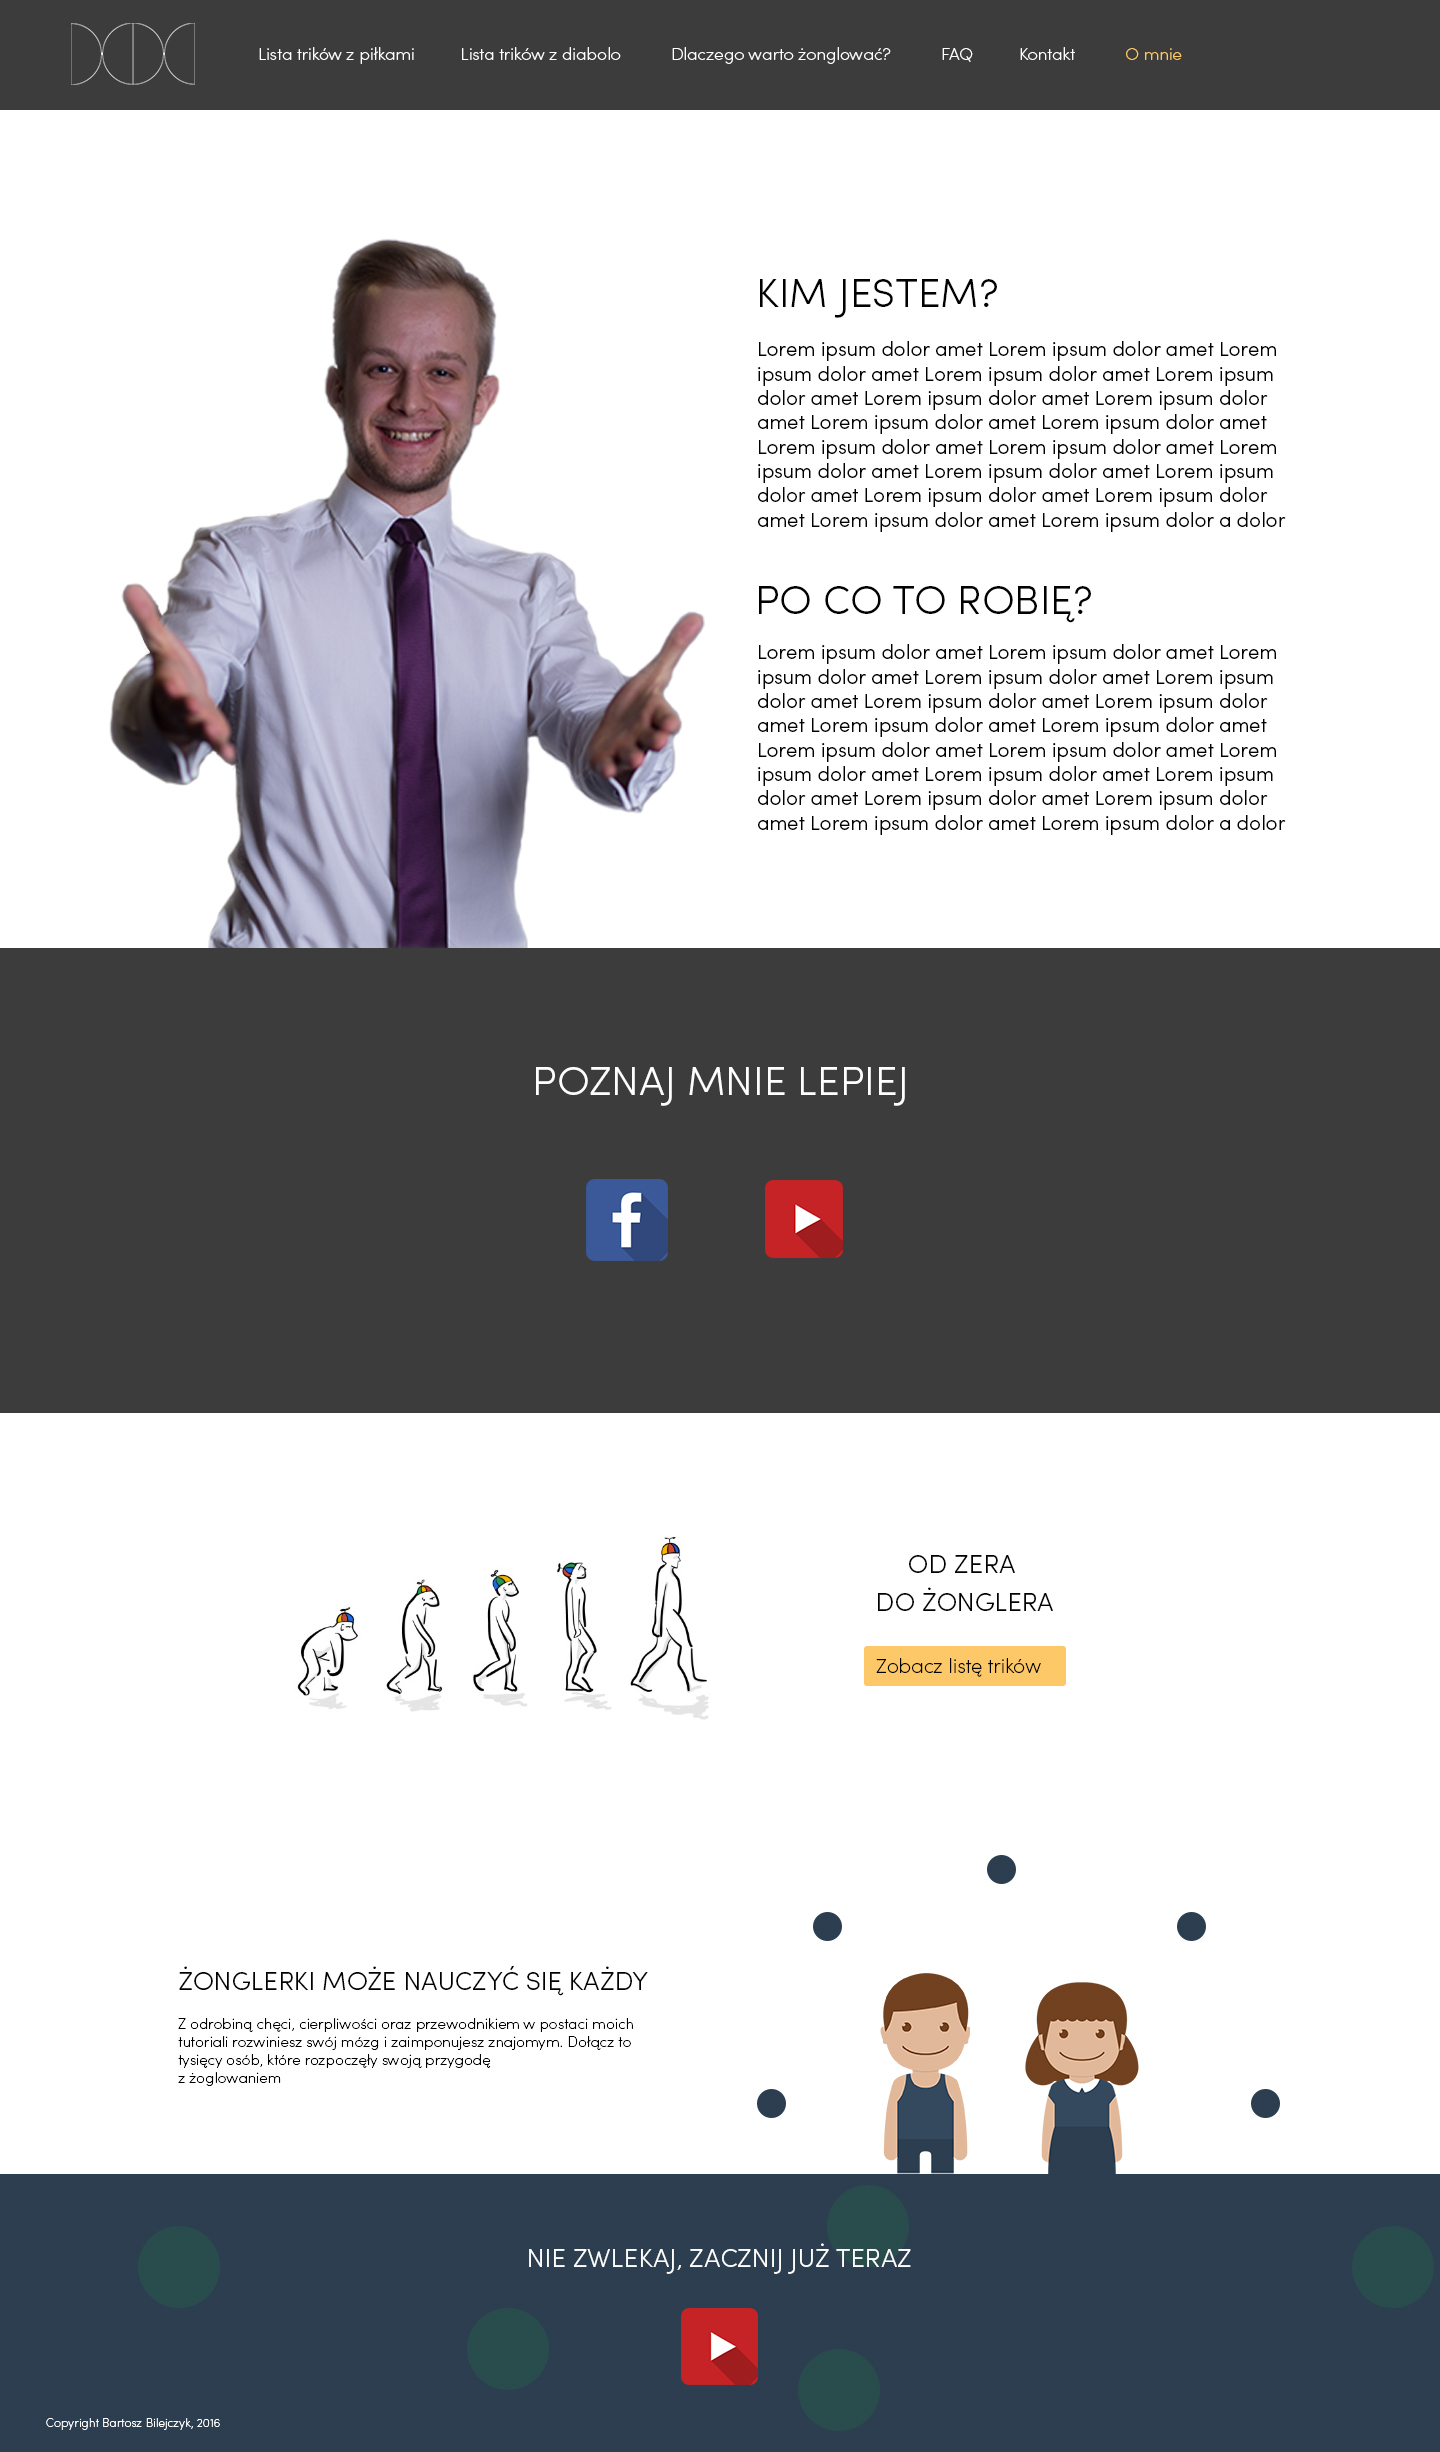 Lista trików z piłkami
Lista trików z diabolo
Dlaczego warto żonglować?
FAQ
Kontakt
O mnie
KIM JESTEM?
Lorem ipsum dolor amet Lorem ipsum dolor amet Lorem
ipsum dolor amet Lorem ipsum dolor amet Lorem ipsum
dolor amet Lorem ipsum dolor amet Lorem ipsum dolor
amet Lorem ipsum dolor amet Lorem ipsum dolor amet
Lorem ipsum dolor amet Lorem ipsum dolor amet Lorem
ipsum dolor amet Lorem ipsum dolor amet Lorem ipsum
dolor amet Lorem ipsum dolor amet Lorem ipsum dolor
amet Lorem ipsum dolor amet Lorem ipsum dolor a dolor
PO CO TO ROBIĘ?
Lorem ipsum dolor amet Lorem ipsum dolor amet Lorem
ipsum dolor amet Lorem ipsum dolor amet Lorem ipsum
dolor amet Lorem ipsum dolor amet Lorem ipsum dolor
amet Lorem ipsum dolor amet Lorem ipsum dolor amet
Lorem ipsum dolor amet Lorem ipsum dolor amet Lorem
ipsum dolor amet Lorem ipsum dolor amet Lorem ipsum
dolor amet Lorem ipsum dolor amet Lorem ipsum dolor
amet Lorem ipsum dolor amet Lorem ipsum dolor a dolor
POZNAJ MNIE LEPIEJ
f
OD ZERA
DO ŻONGLERA
Zobacz listę trików
ŻONGLERKI MOŻE NAUCZYĆ SIĘ KAŻDY
Z odrobiną chęci, cierpliwości oraz przewodnikiem w postaci moich
tutoriali rozwiniesz swój mózg i zaimponujesz znajomym. Dołącz to
tysięcy osób, które rozpoczęły swoją przygodę
z żoglowaniem
NIE ZWLEKAJ, ZACZNIJ JUŻ TERAZ
Copyright Bartosz Bilejczyk, 2016